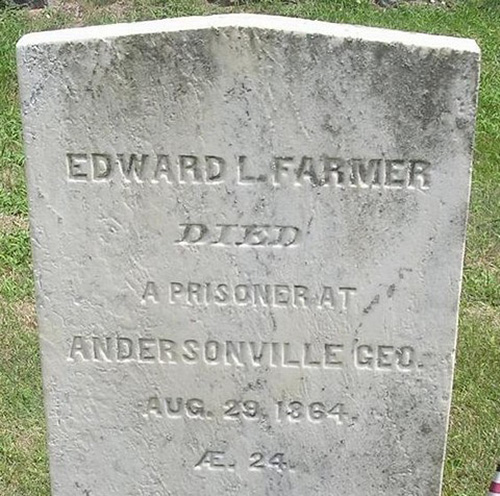 EDWARD L. FARMER
DIED
A PRISONER AT
ANDERSONVILLE GEO.
AUG. 29, 1864,
Æ. 24.